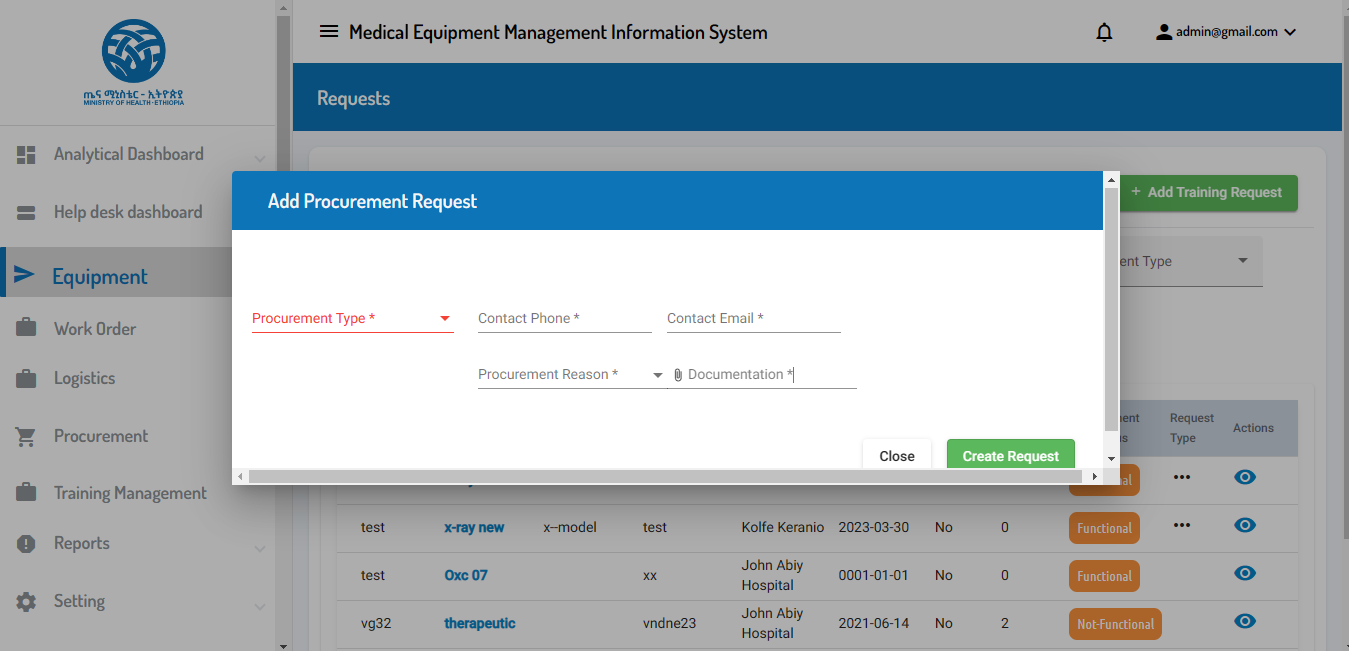 ጤና ሚኒስቴር - ኢትዮጵያ
MINISTRY OF HEALTH-ETHIOPIA
Medical Equipment Management Information System
admin@gmail.com
Requests
Analytical Dashboard
Help desk dashboard
Equipment
Work Order
Logistics
Procurement
Training Management
Reports
Setting
+ Add Training Request
ent Type
Add Procurement Request
Procurement Type *
Contact Phone *
Contact Email *
Procurement Reason *
Documentation *
Close
Create Request
Request Type
Actions
test x-ray new x--model test Kolfe Keranio 2023-03-30 No 0 Functional
test Oxc 07 xx John Abiy Hospital 0001-01-01 No 0 Functional
vg32 therapeutic vndne23 John Abiy Hospital 2021-06-14 No 2 Not-Functional